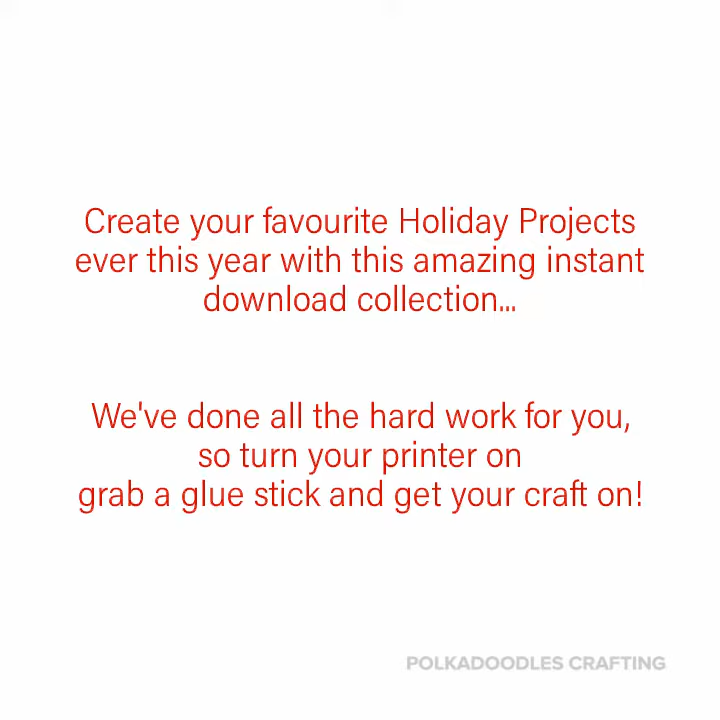 Create your favourite Holiday Projects
ever this year with this amazing instant
download collection...
We've done all the hard work for you,
so turn your printer on
grab a glue stick and get your craft on!
POLKADOODLES CRAFTING